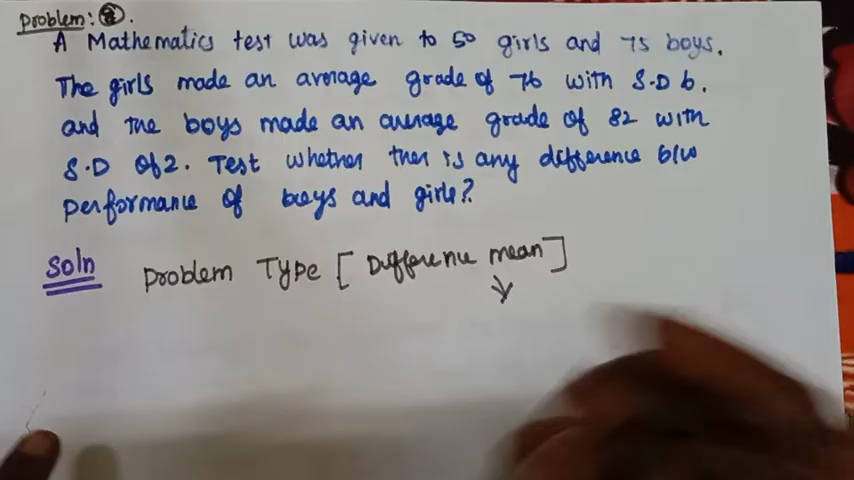 Problem: 8.
A Mathematics test was given to 50 girls and 75 boys.
The girls made an average grade of 76 with S.D 6.
and the boys made an average grade of 82 with
S.D of 2. Test whether ther is any difference b/w
performance of boys and girls?
Soln Problem Type [Difference mean]